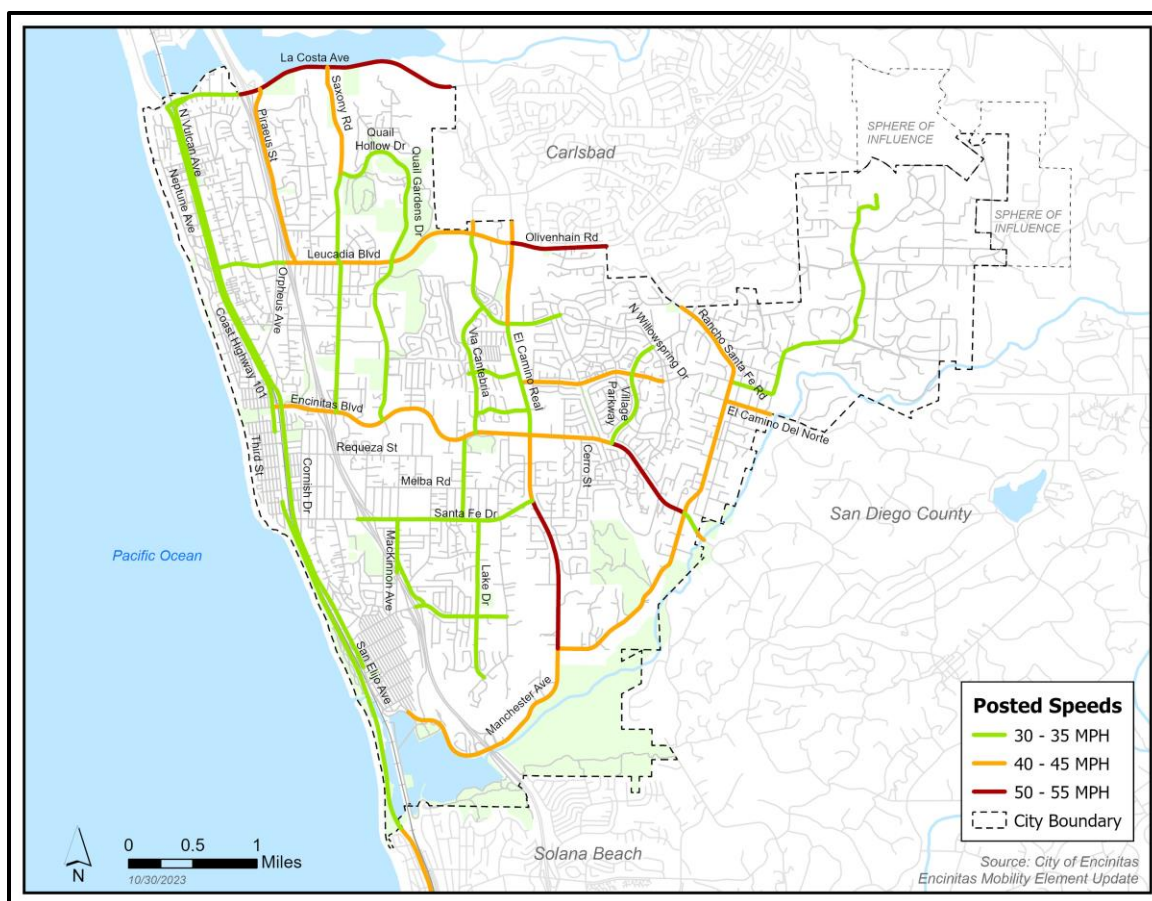 La Costa Ave
Saxony Rd
Piraeus St
N Vulcan Ave
Neptune Ave
Quail
Hollow Dr
Quail Gardens Dr
Carlsbad
SPHERE OF
INFLUENCE
SPHERE OF
INFLUENCE
Olivenhain Rd
Leucadia Blvd
Orpheus Ave
Coast Highway 101
Via Cantebria
El Camino Real
N Willowspring Dr
Village
Parkway
Rancho Santa Fe Rd
El Camino Del Norte
Encinitas Blvd
Requeza St
Cerro St
Third St
Cornish Dr
Melba Rd
Santa Fe Dr
San Diego County
MacKinnon Ave
Lake Dr
Pacific Ocean
San Elijo Ave
Manchester Ave
Solana Beach
Posted Speeds
30 - 35 MPH
40 - 45 MPH
50 - 55 MPH
City Boundary
N
0 0.5 1
Miles
10/30/2023
Source: City of Encinitas
Encinitas Mobility Element Update